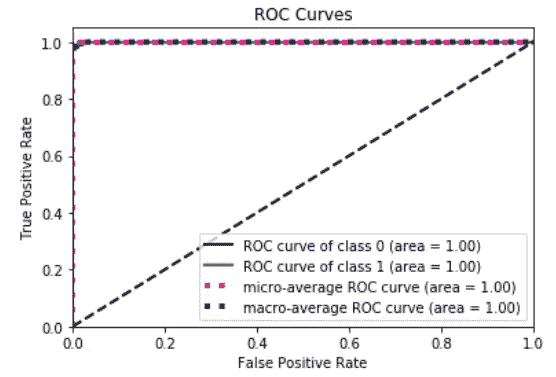 ROC Curves
1.0
0.8
0.6
0.4
0.2
0.0
True Positive Rate
ROC curve of class 0 (area = 1.00)
ROC curve of class 1 (area = 1.00)
micro-average ROC curve (area = 1.00)
macro-average ROC curve (area = 1.00)
0.0 0.2 0.4 0.6 0.8 1.0
False Positive Rate